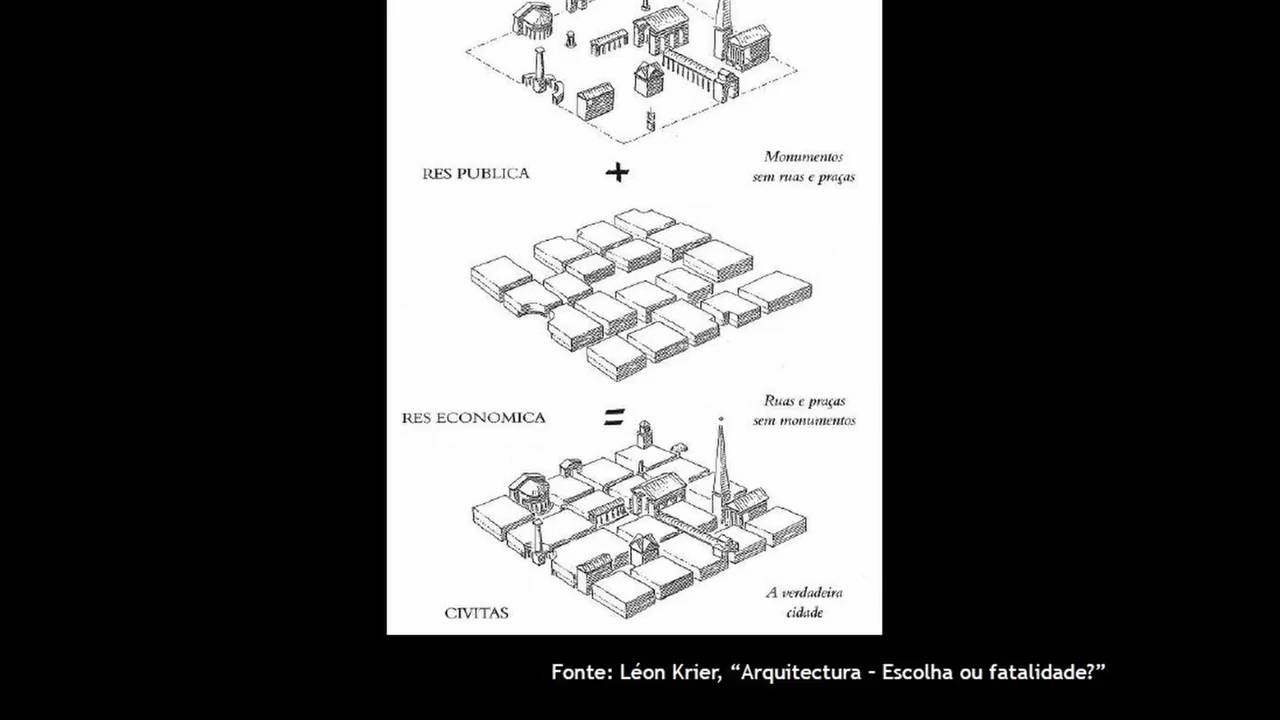 RES PUBLICA
+
Monumentos
sem ruas e praças
RES ECONOMICA
=
Ruas e praças
sem monumentos
CIVITAS
A verdadeira
cidade
Fonte: Léon Krier, “Arquitectura – Escolha ou fatalidade?”